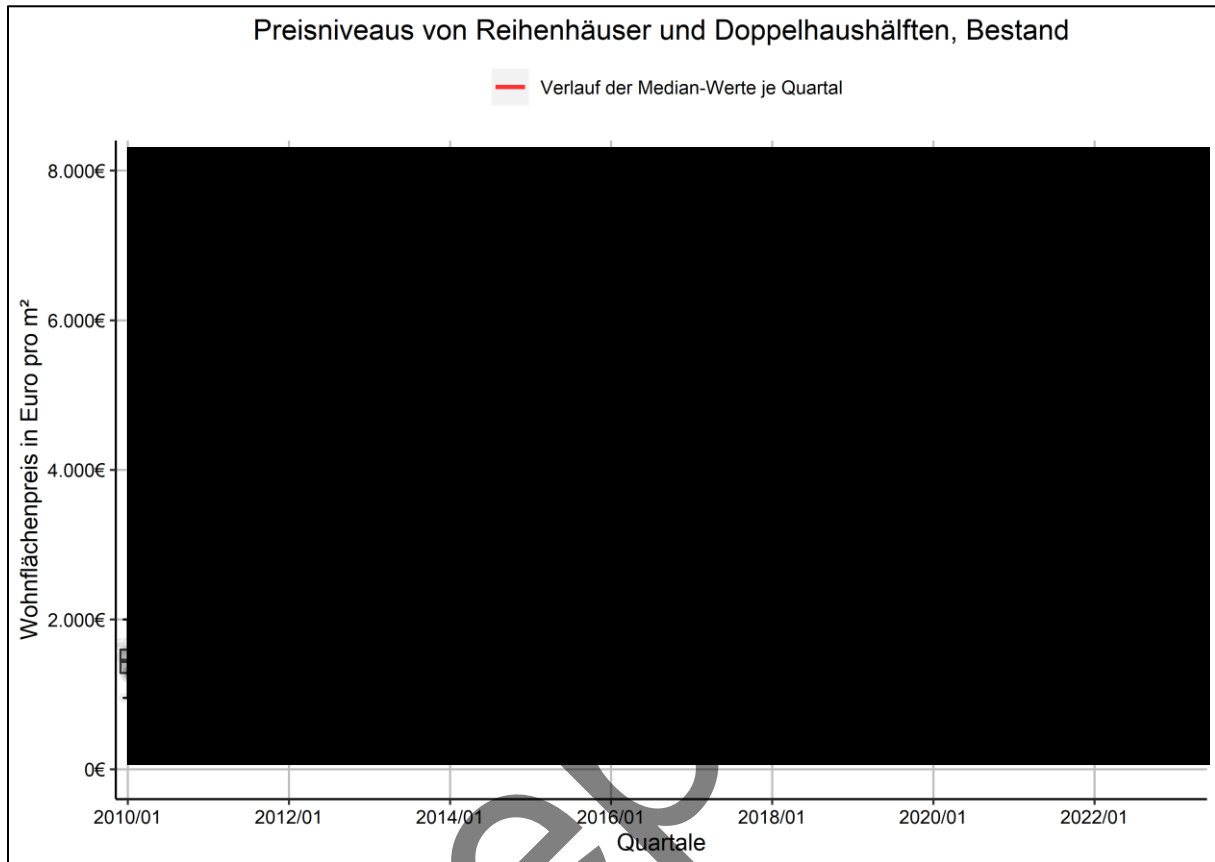 Preisniveaus von Reihenhäuser und Doppelhaushälften, Bestand
Verlauf der Median-Werte je Quartal
Wohnflächenpreis in Euro pro m²
8.000€
6.000€
4.000€
2.000€
0€
2010/01 2012/01 2014/01 2016/01 2018/01 2020/01 2022/01
Quartale